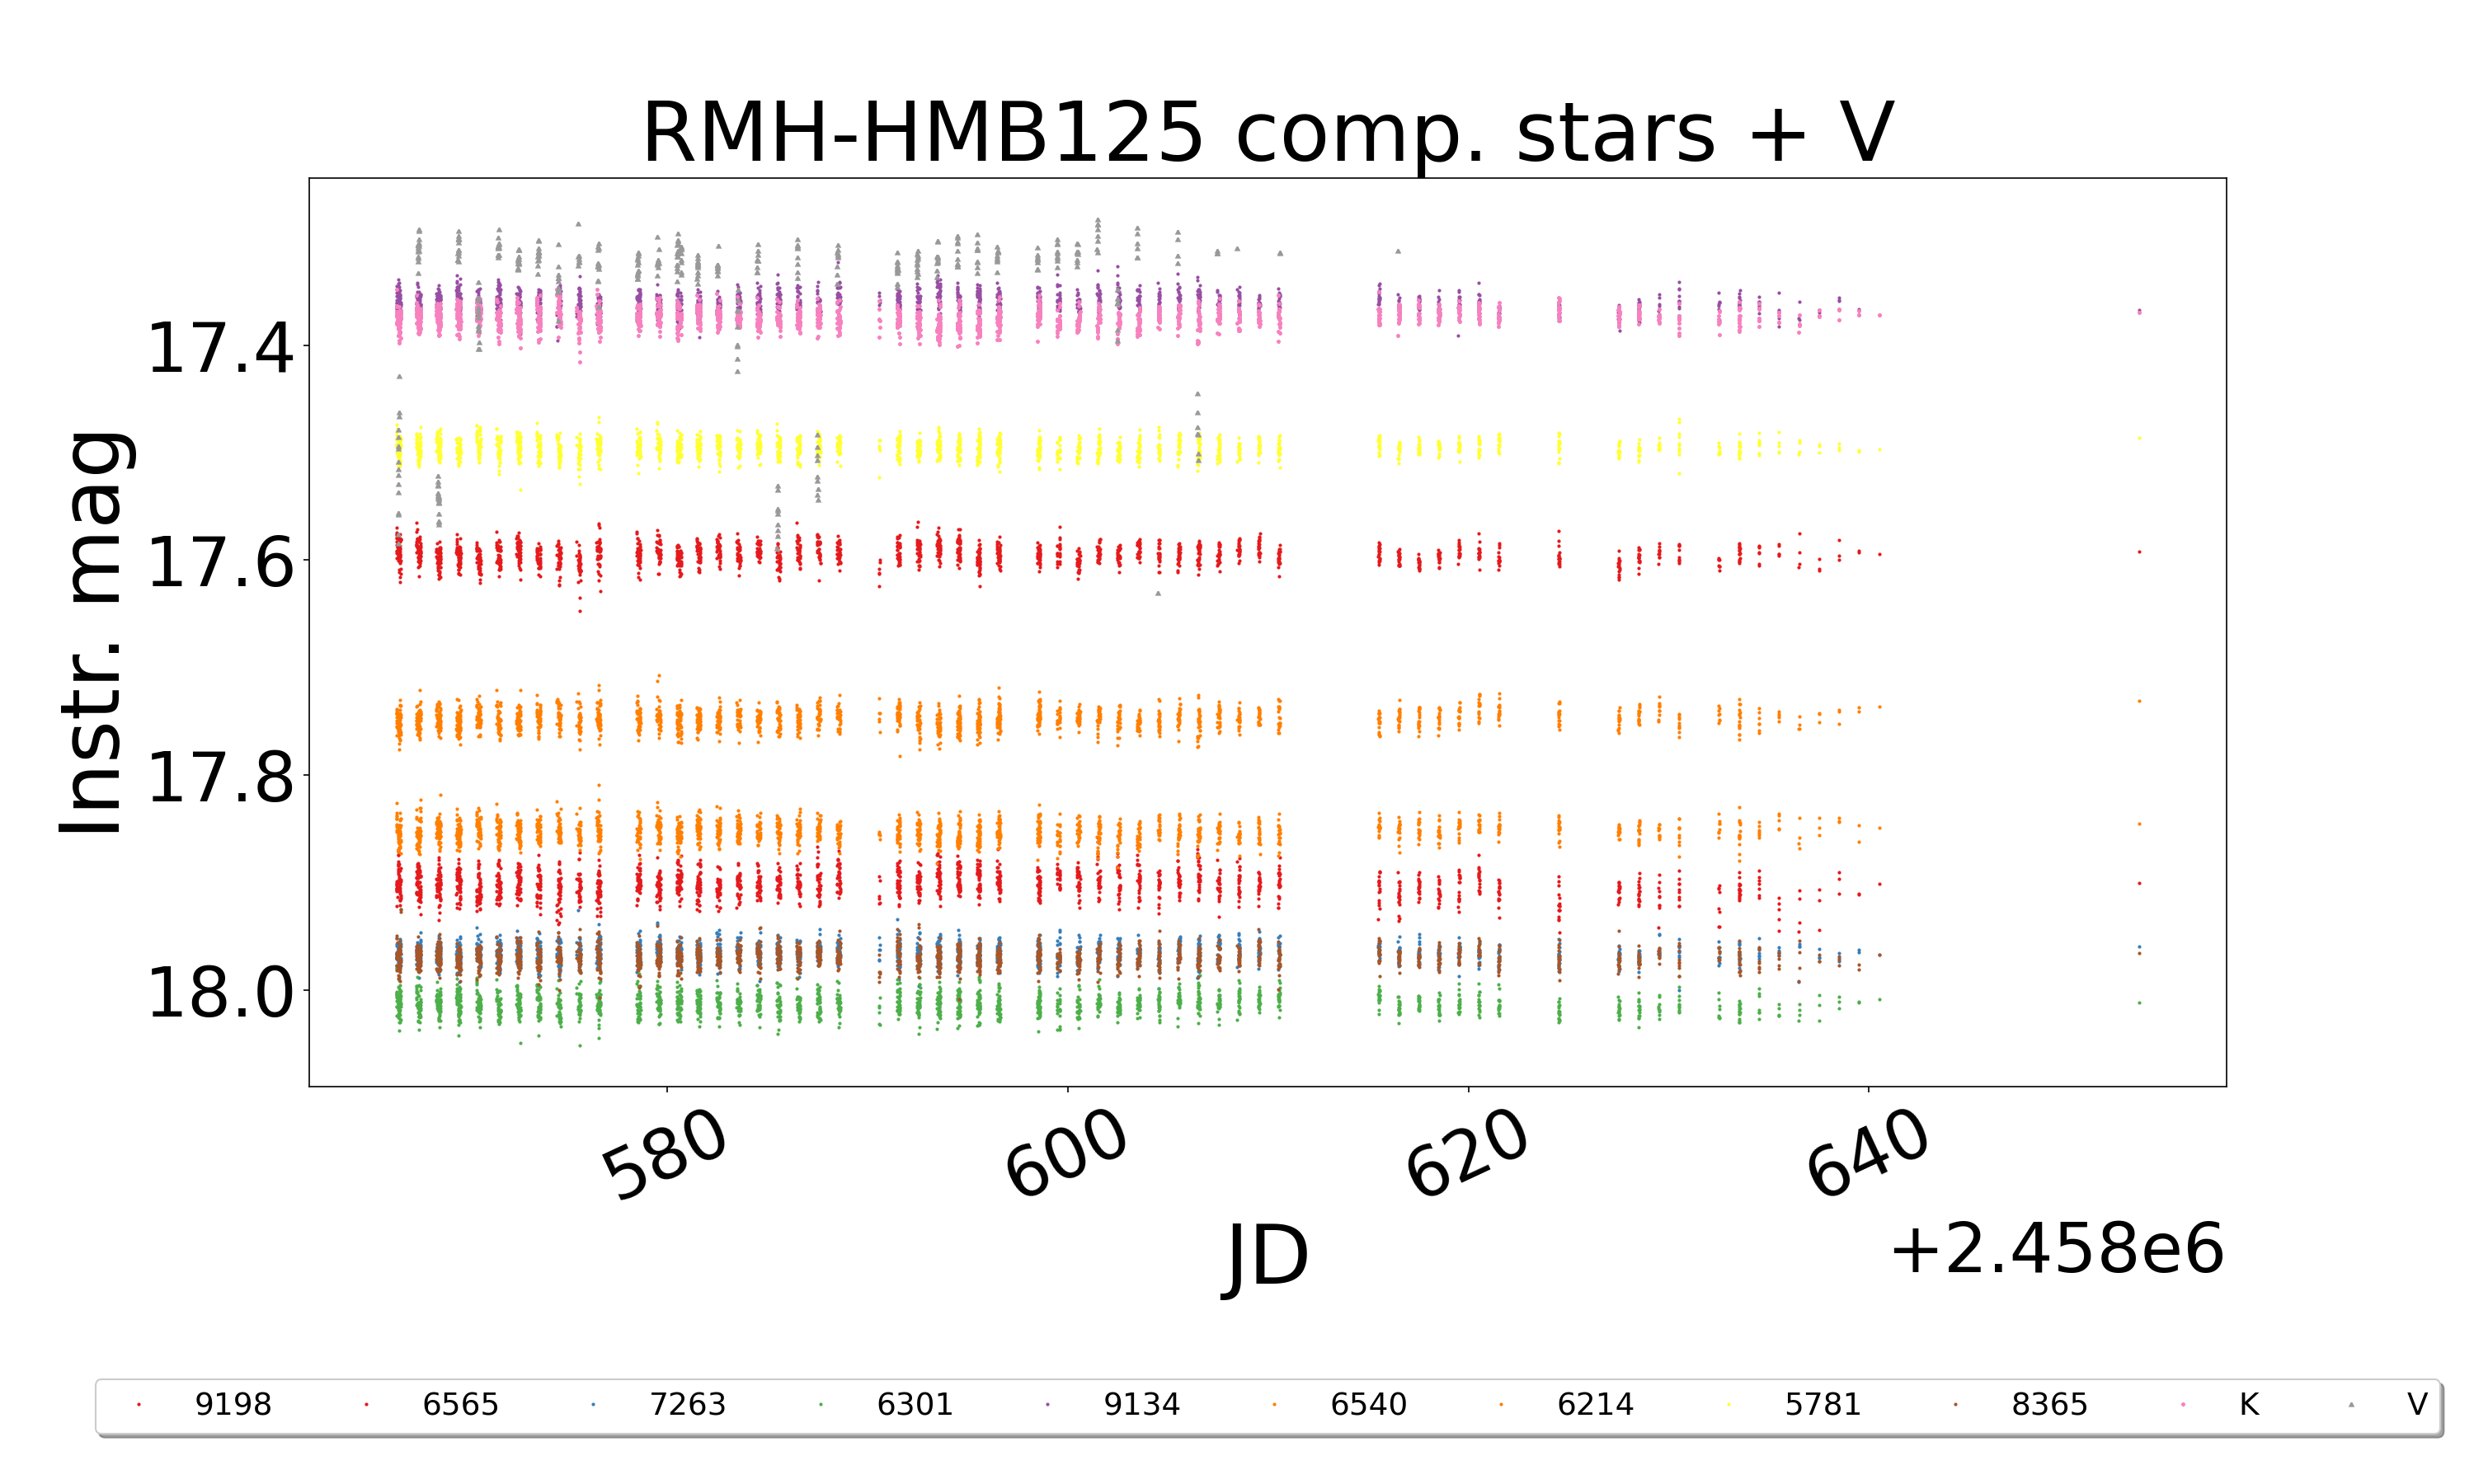 RMH-HMB125 comp. stars + V
Instr. mag
17.4
17.6
17.8
18.0
580 600 620 640
JD
+2.458e6
9198 6565 7263 6301 9134 6540 6214 5781 8365 K V